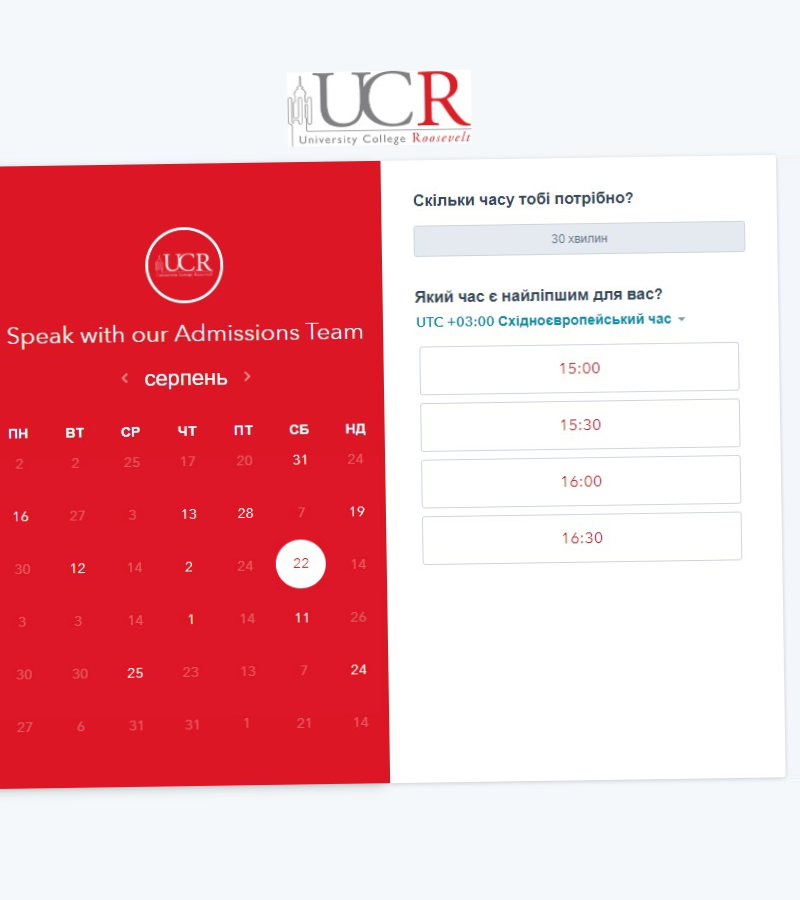 UCR
University College Roosevelt
UCR
Speak with our Admissions Team
серпень
ПН ВТ СР ЧТ ПТ СБ НД
2 2 25 17 20 31 24
16 27 3 13 28 7 19
30 12 14 2 24 22 14
3 3 14 1 14 11 26
30 30 25 23 13 7 24
27 6 31 31 1 21 14
Скільки часу тобі потрібно?
30 хвилин
Який час є найліпшим для вас?
UTC +03:00 Східноєвропейський час
15:00
15:30
16:00
16:30